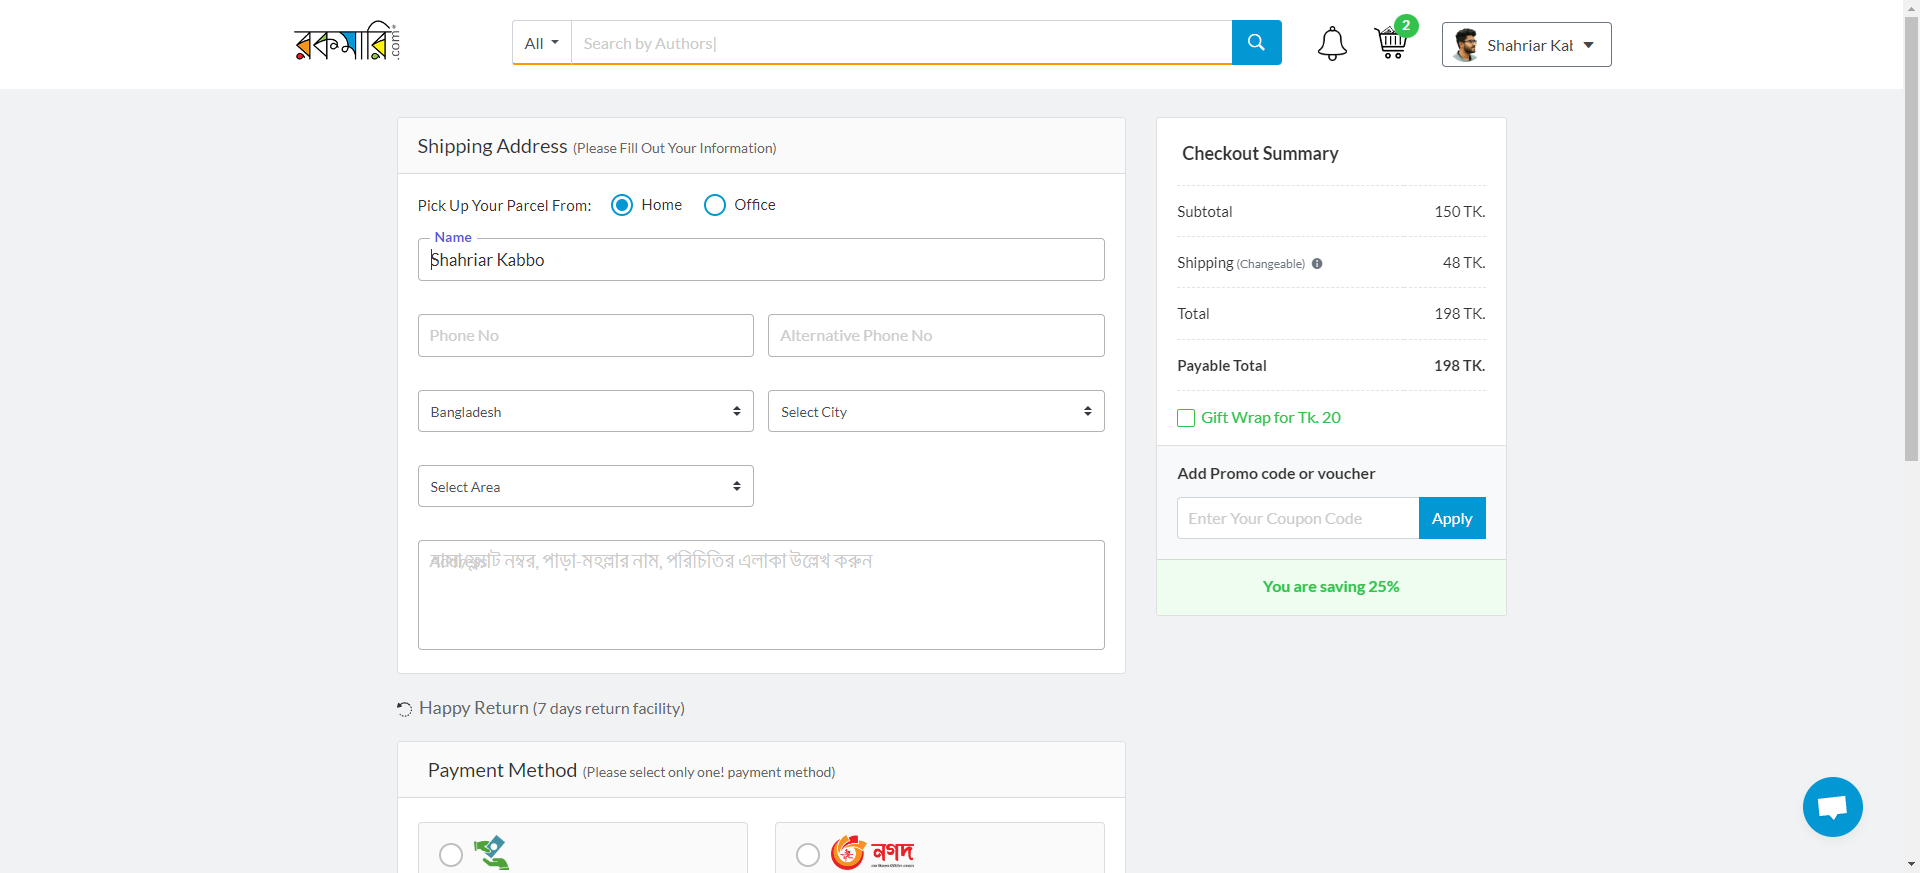 রকমারি.com
All
Search by Authors
2
Shahriar Kab
Shipping Address (Please Fill Out Your Information)
Pick Up Your Parcel From: Home Office
Name
Shahriar Kabbo
Phone No
Alternative Phone No
Bangladesh
Select City
Select Area
নম্বর, পাড়া-মহল্লার নাম, পরিচিতির এলাকা উল্লেখ করুন
Happy Return (7 days return facility)
Payment Method (Please select only one! payment method)
নগদ
Checkout Summary
Subtotal 150 TK.
Shipping (Changeable) 48 TK.
Total 198 TK.
Payable Total 198 TK.
Gift Wrap for Tk. 20
Add Promo code or voucher
Enter Your Coupon Code
Apply
You are saving 25%